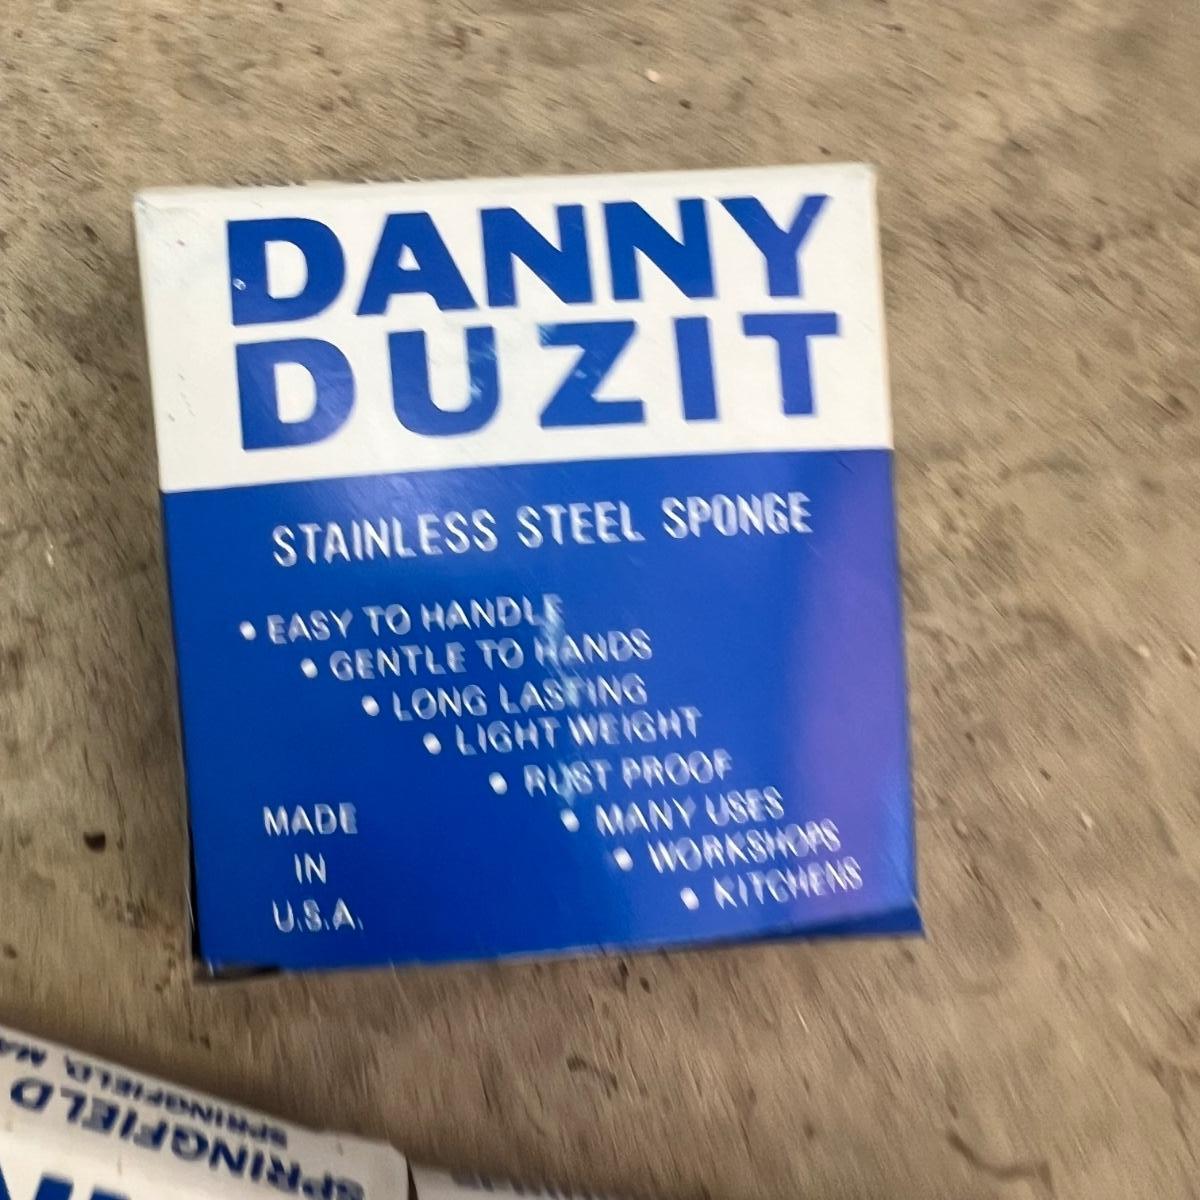 DANNY
DUZIT
STAINLESS STEEL SPONGE
• EASY TO HANDLE
• GENTLE TO HANDS
• LONG LASTING
• LIGHT WEIGHT
• RUST PROOF
• MANY USES
• WORKSHOPS
• KITCHENS
MADE
IN
U.S.A.
SPRINGFIELD, MA
SPRINGFIELD